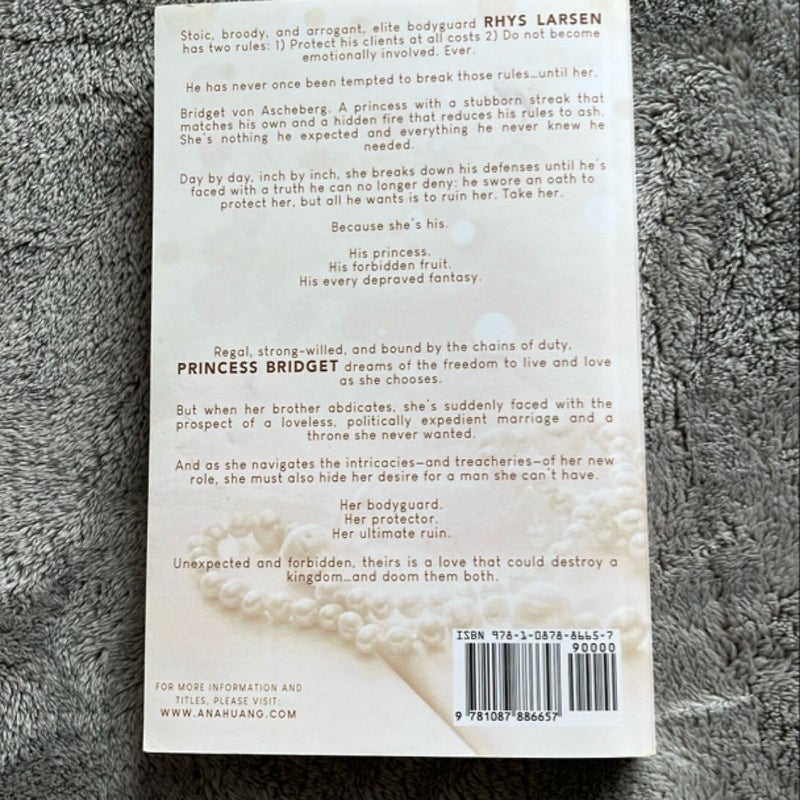 Stoic, broody, and arrogant, elite bodyguard RHYS LARSEN
has two rules: 1) Protect his clients at all costs 2) Do not become
emotionally involved. Ever.
He has never once been tempted to break those rules...until her.
Bridget von Ascheberg. A princess with a stubborn streak that
matches his own and a hidden fire that reduces his rules to ash.
She's nothing he expected and everything he never knew he
needed.
Day by day, inch by inch, she breaks down his defenses until he's
faced with a truth he can no longer deny: he swore an oath to
protect her, but all he wants is to ruin her. Take her.
Because she's his.
His princess.
His forbidden fruit.
His every depraved fantasy.
Regal, strong-willed, and bound by the chains of duty,
PRINCESS BRIDGET dreams of the freedom to live and love
as she chooses.
But when her brother abdicates, she's suddenly faced with the
prospect of a loveless, politically expedient marriage and a
throne she never wanted.
And as she navigates the intricacies—and treacheries—of her new
role, she must also hide her desire for a man she can't have.
Her bodyguard.
Her protector.
Her ultimate ruin.
Unexpected and forbidden, theirs is a love that could destroy a
kingdom...and doom them both.
ISBN 978-1-0878-8665-7
90000
9 781087 886657
FOR MORE INFORMATION AND
TITLES, PLEASE VISIT:
WWW.ANAHUANG.COM